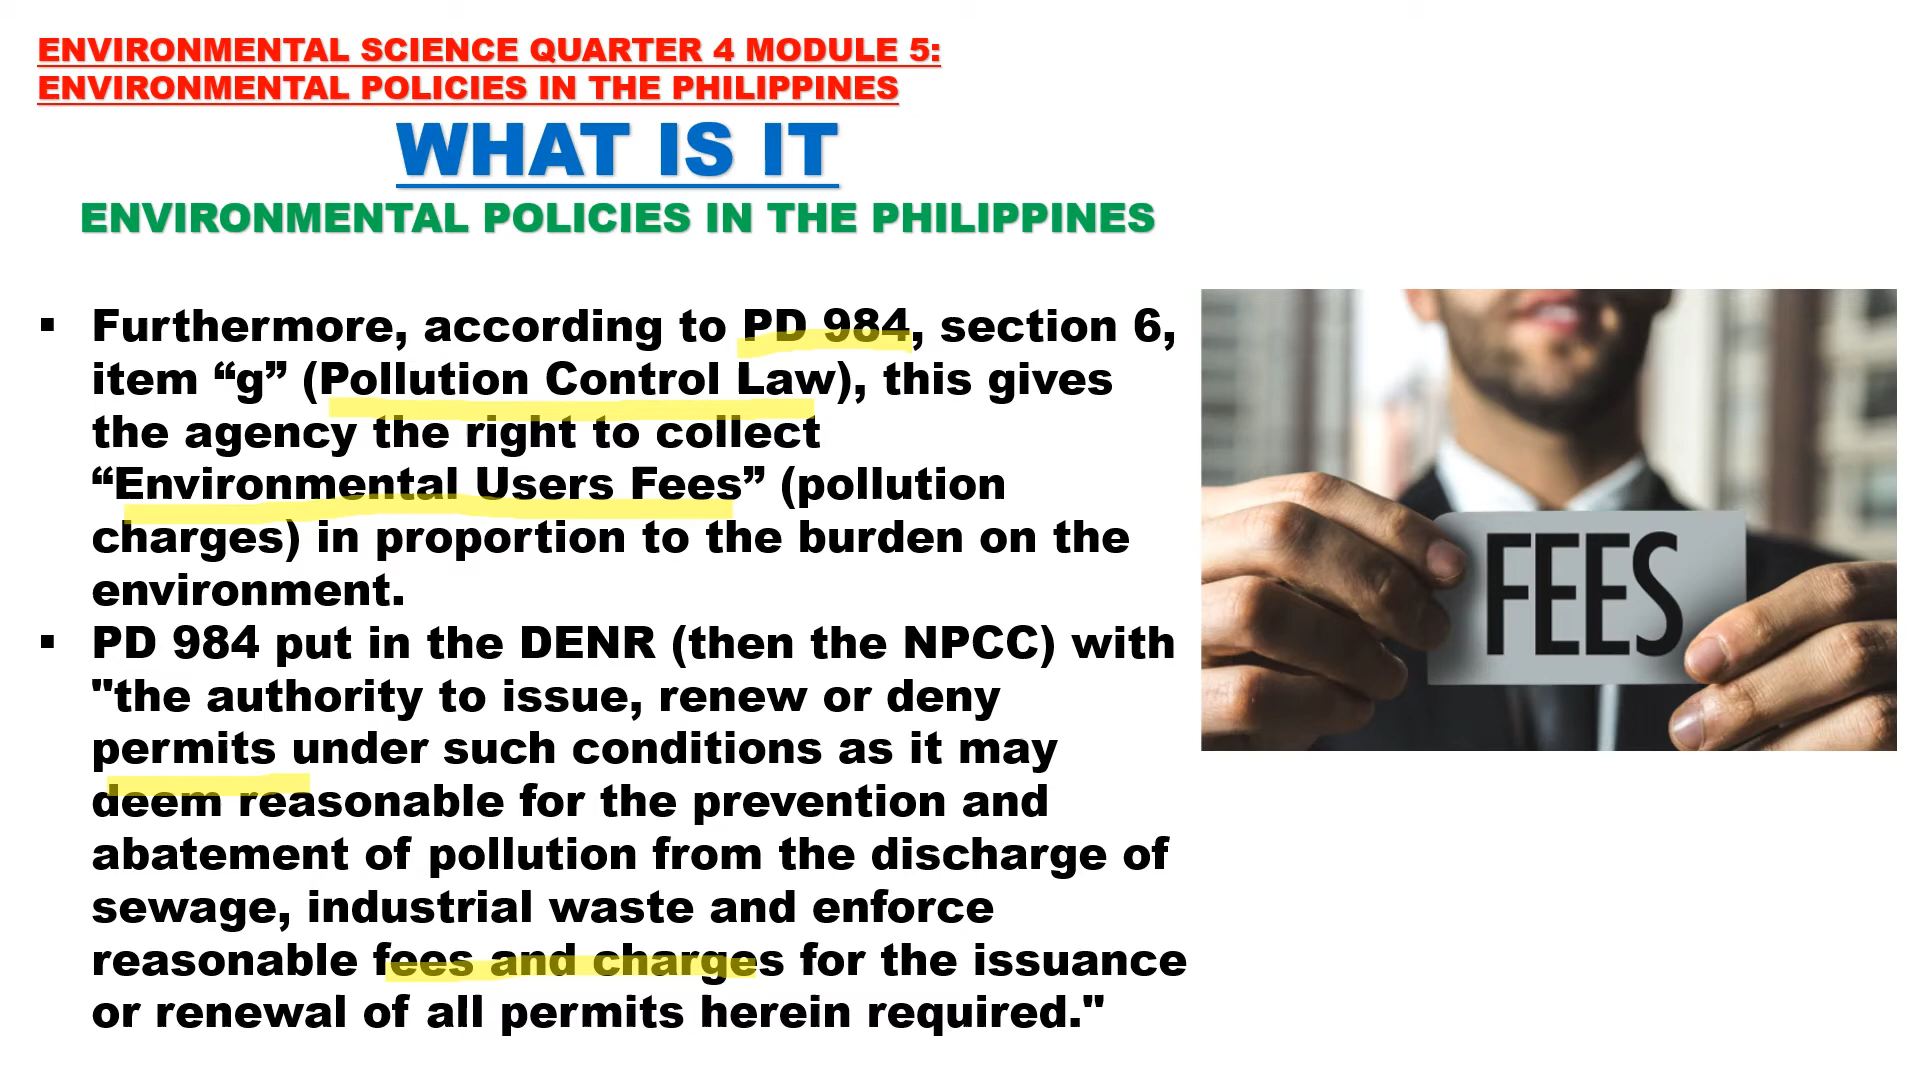 ENVIRONMENTAL SCIENCE QUARTER 4 MODULE 5:
ENVIRONMENTAL POLICIES IN THE PHILIPPINES
WHAT IS IT
ENVIRONMENTAL POLICIES IN THE PHILIPPINES
▪ Furthermore, according to PD 984, section 6,
item “g” (Pollution Control Law), this gives
the agency the right to collect
“Environmental Users Fees” (pollution
charges) in proportion to the burden on the
environment.
▪ PD 984 put in the DENR (then the NPCC) with
"the authority to issue, renew or deny
permits under such conditions as it may
deem reasonable for the prevention and
abatement of pollution from the discharge of
sewage, industrial waste and enforce
reasonable fees and charges for the issuance
or renewal of all permits herein required."
FEES